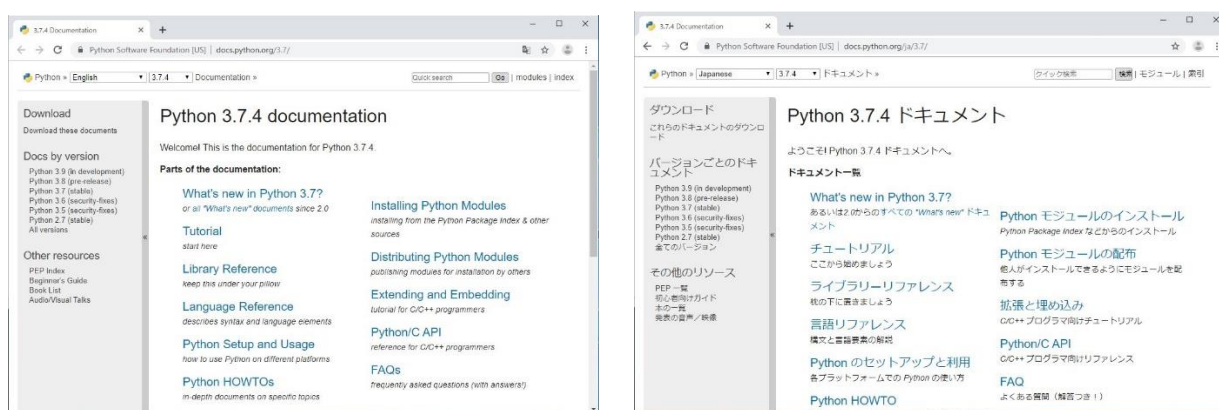 3.7.4 Documentation
Python Software Foundation [US] | docs.python.org/3.7/
Python » English 3.7.4 Documentation »
Quick search Go | modules | index
Download
Download these documents
Docs by version
Python 3.9 (in development)
Python 3.8 (pre-release)
Python 3.7 (stable)
Python 3.6 (security-fixes)
Python 3.5 (security-fixes)
Python 2.7 (stable)
All versions
Other resources
PEP Index
Beginner's Guide
Book List
Audio/Visual Talks
Python 3.7.4 documentation
Welcome! This is the documentation for Python 3.7.4.
Parts of the documentation:
What's new in Python 3.7?
or all "What's new" documents since 2.0
Tutorial
start here
Library Reference
keep this under your pillow
Language Reference
describes syntax and language elements
Python Setup and Usage
how to use Python on different platforms
Python HOWTOs
in-depth documents on specific topics
Installing Python Modules
installing from the Python Package Index & other
sources
Distributing Python Modules
publishing modules for installation by others
Extending and Embedding
tutorial for C/C++ programmers
Python/C API
reference for C/C++ programmers
FAQs
frequently asked questions (with answers!)
3.7.4 Documentation
Python Software Foundation [US] | docs.python.org/ja/3.7/
Python » Japanese 3.7.4 ドキュメント »
クイック検索 検索 | モジュール | 索引
ダウンロード
これらのドキュメントのダウンロ
ード
バージョンごとのドキ
ュメント
Python 3.9 (in development)
Python 3.8 (pre-release)
Python 3.7 (stable)
Python 3.6 (security-fixes)
Python 3.5 (security-fixes)
Python 2.7 (stable)
全てのバージョン
その他のリソース
PEP 一覧
初心者向けガイド
本の一覧
発表の音声／映像
Python 3.7.4 ドキュメント
ようこそ! Python 3.7.4 ドキュメントへ。
ドキュメント一覧
What's new in Python 3.7?
あるいは2.0からのすべての "What's new" ドキュ
メント
チュートリアル
ここから始めましょう
ライブラリーリファレンス
枕の下に置きましょう
言語リファレンス
構文と言語要素の解説
Python のセットアップと利用
各プラットフォームでの Python の使い方
Python HOWTO
Python モジュールのインストール
Python Package Index などからのインストール
Python モジュールの配布
他人がインストールできるようにモジュールを配
布する
拡張と埋め込み
C/C++ プログラマ向けチュートリアル
Python/C API
C/C++ プログラマ向けリファレンス
FAQ
よくある質問（解答つき！）